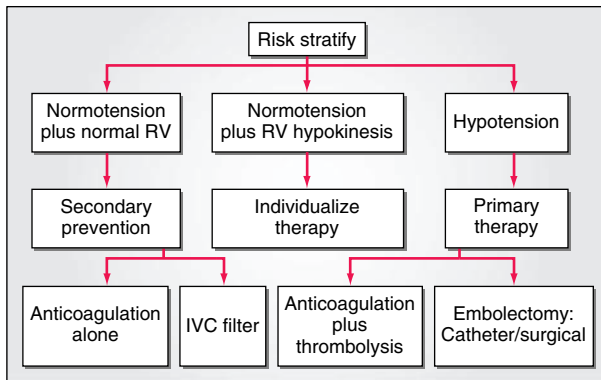 Risk stratify
Normotension
plus normal RV
Normotension
plus RV hypokinesis
Hypotension
Secondary
prevention
Individualize
therapy
Primary
therapy
Anticoagulation
alone
IVC filter
Anticoagulation
plus
thrombolysis
Embolectomy:
Catheter/surgical